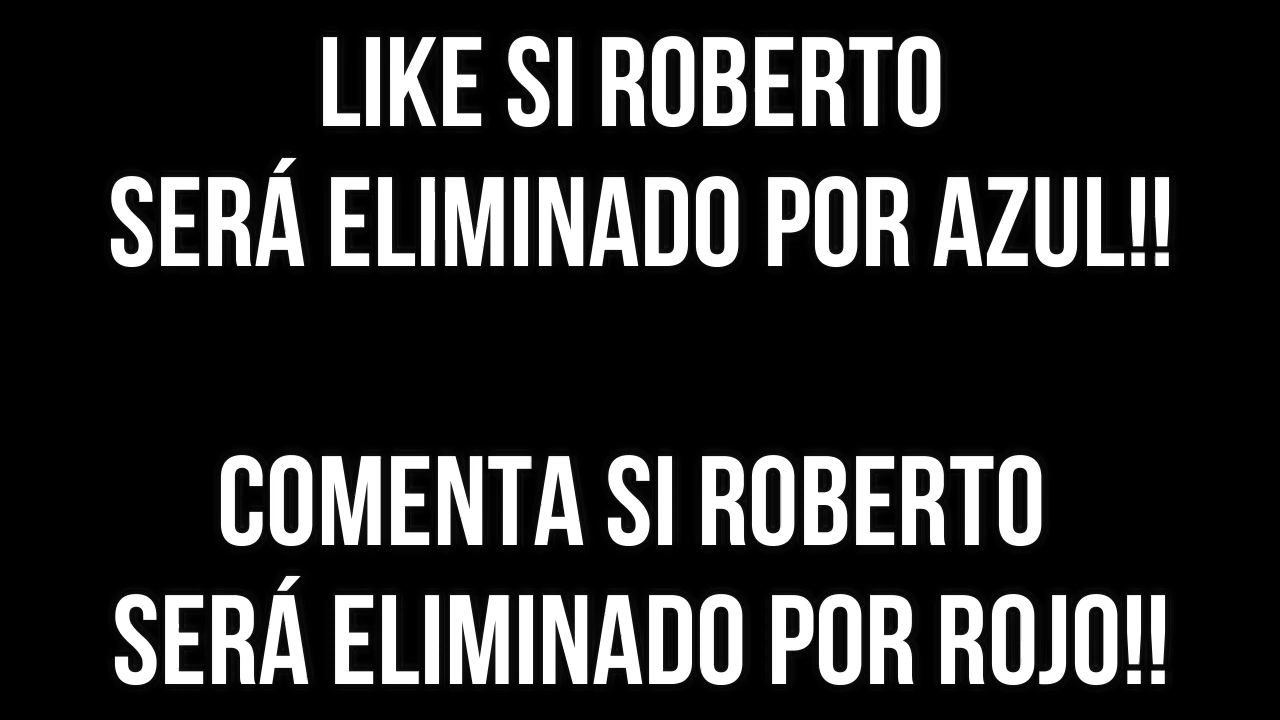 LIKE SI ROBERTO
SERÁ ELIMINADO POR AZUL!!
COMENTA SI ROBERTO
SERÁ ELIMINADO POR ROJO!!